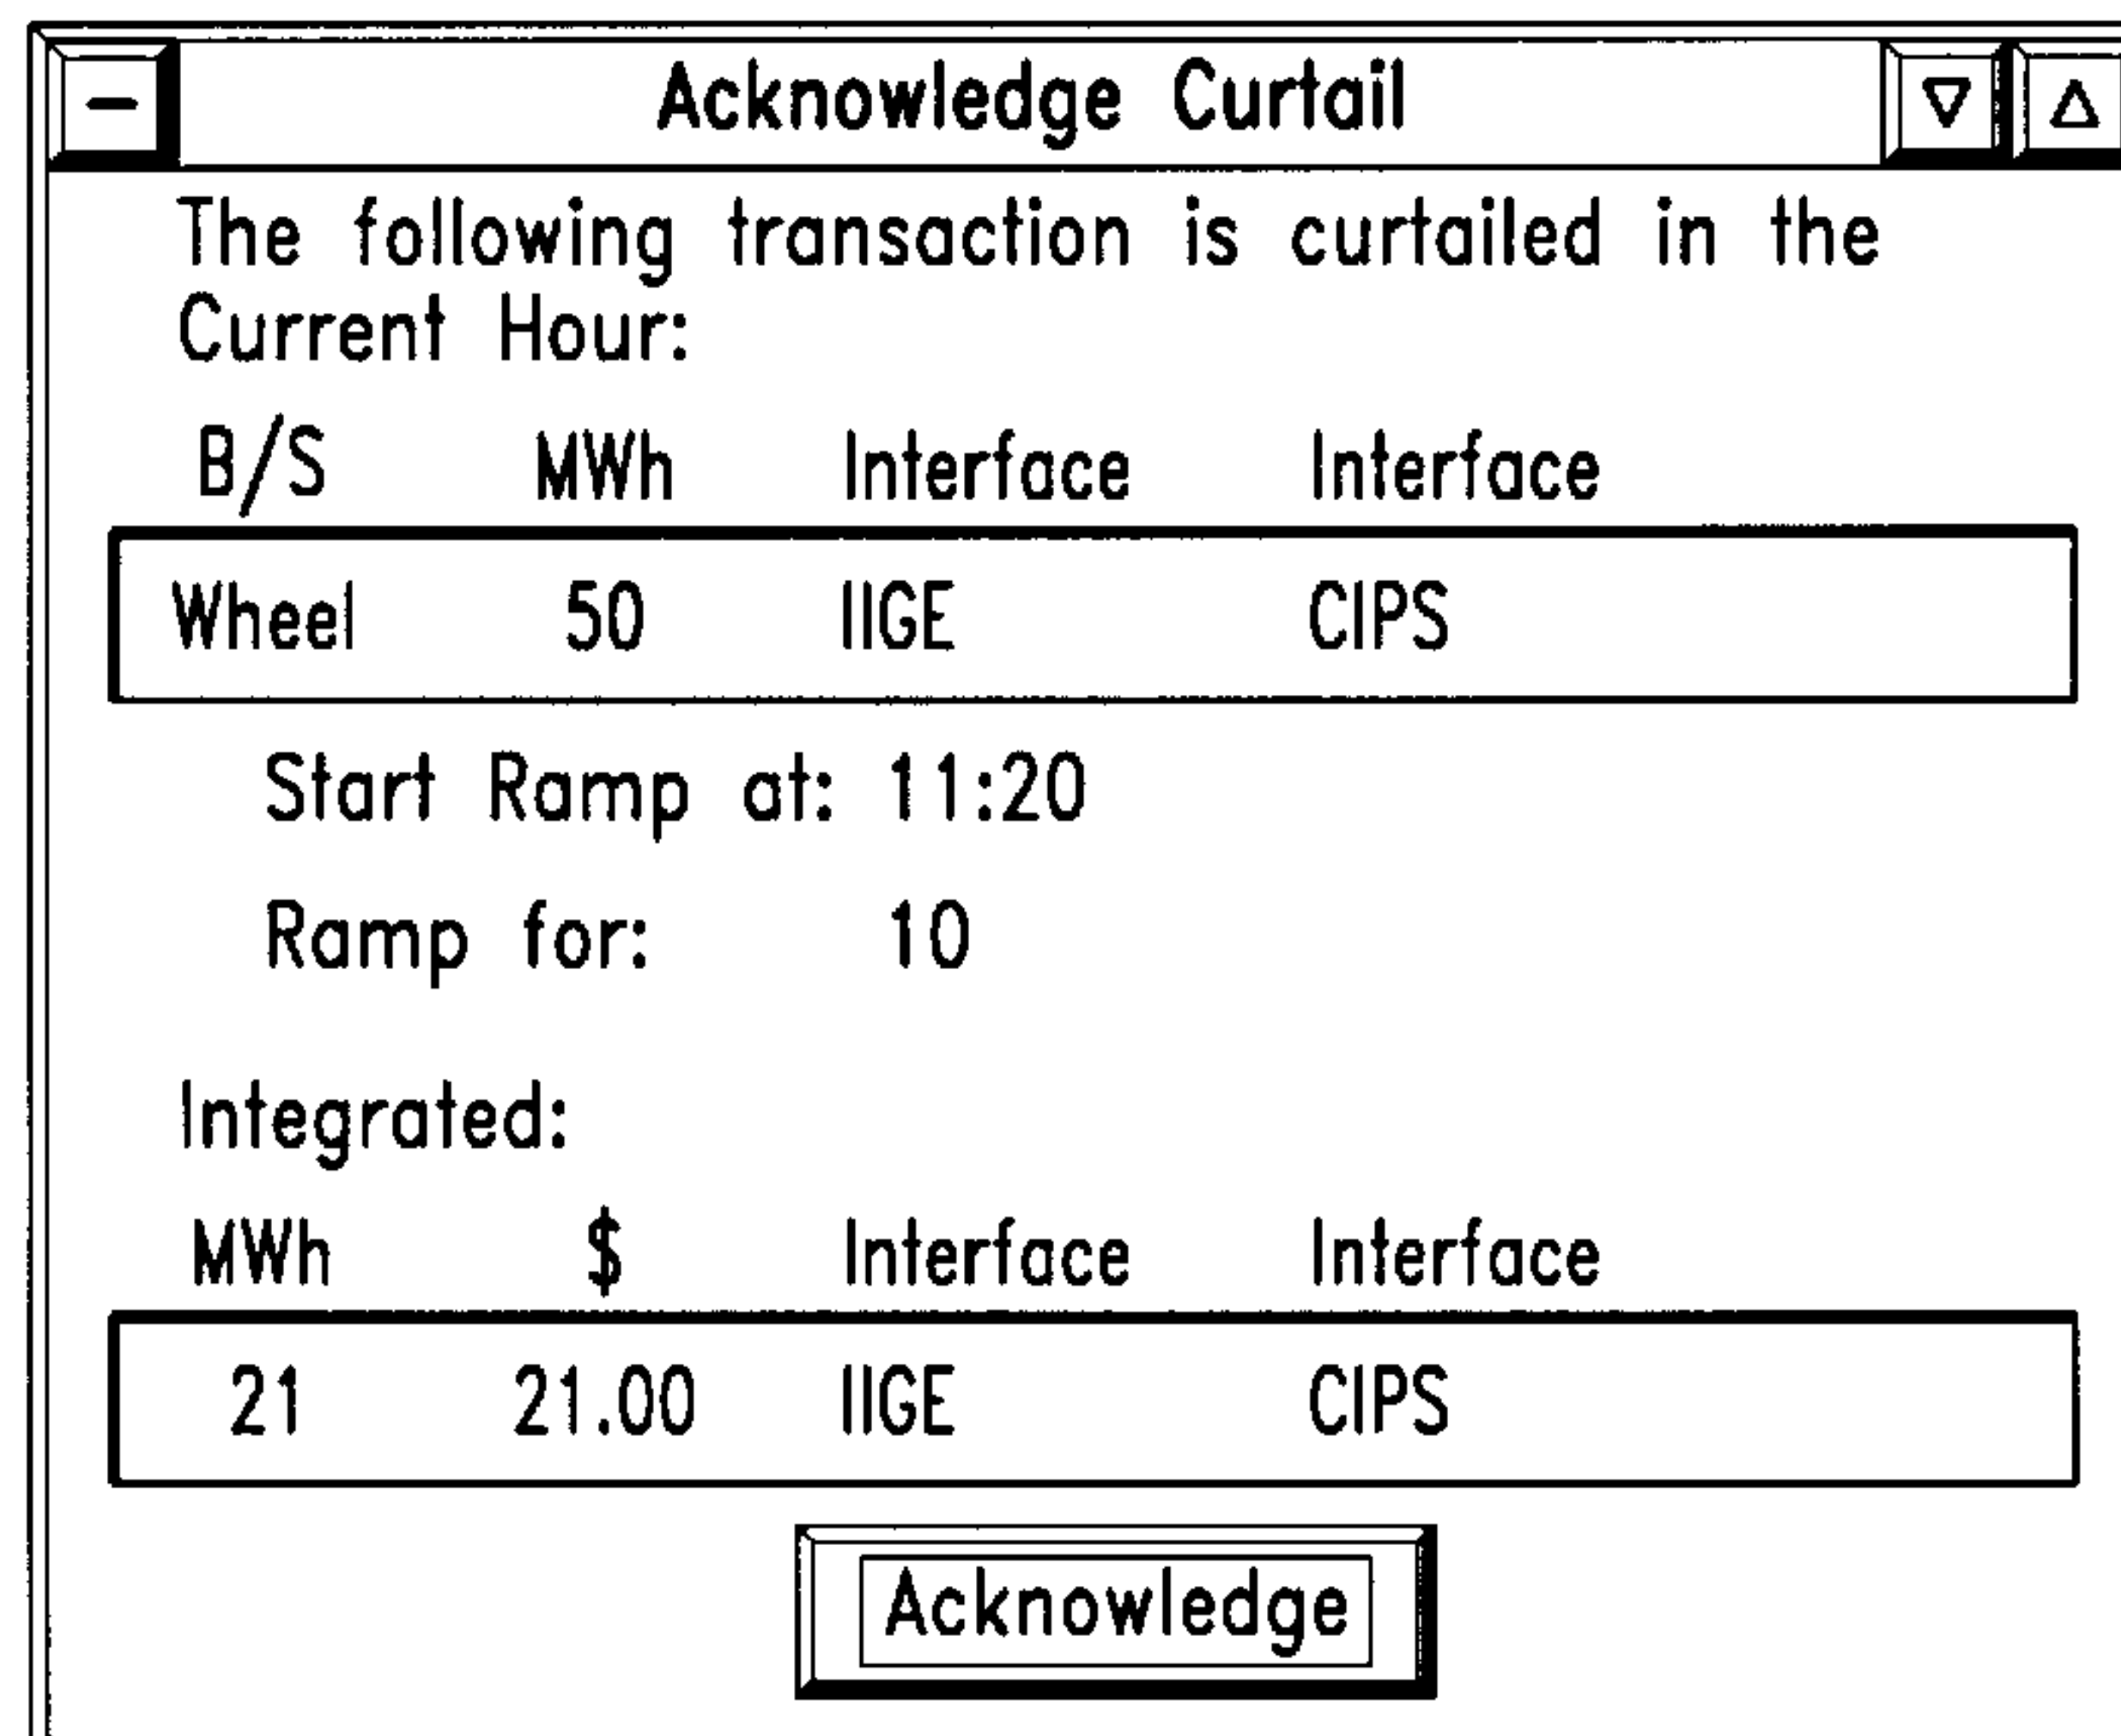 Acknowledge Curtail
The following transaction is curtailed in the
Current Hour:
B/S MWh Interface Interface
Wheel 50 IIGE CIPS
Start Ramp at: 11:20
Ramp for: 10
Integrated:
MWh $ Interface Interface
21 21.00 IIGE CIPS
Acknowledge